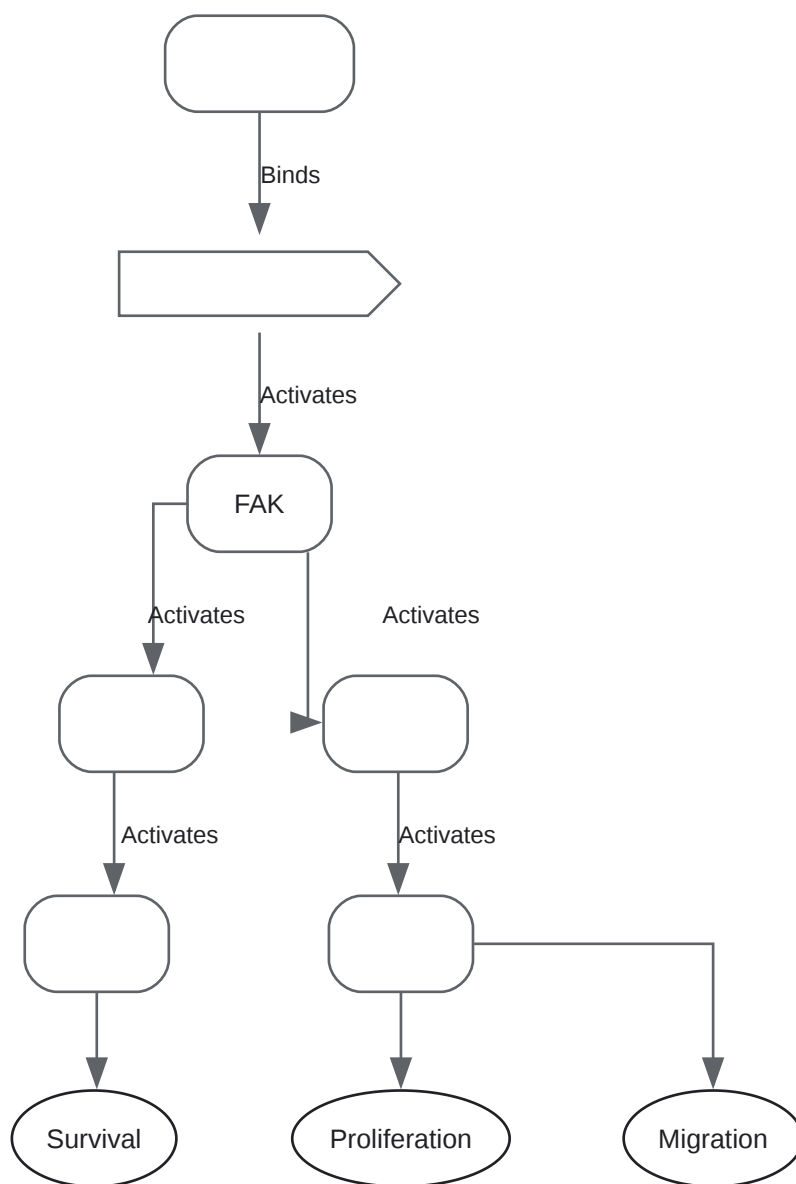 Binds
Activates
FAK
Activates
Activates
Activates
Activates
Survival
Proliferation
Migration